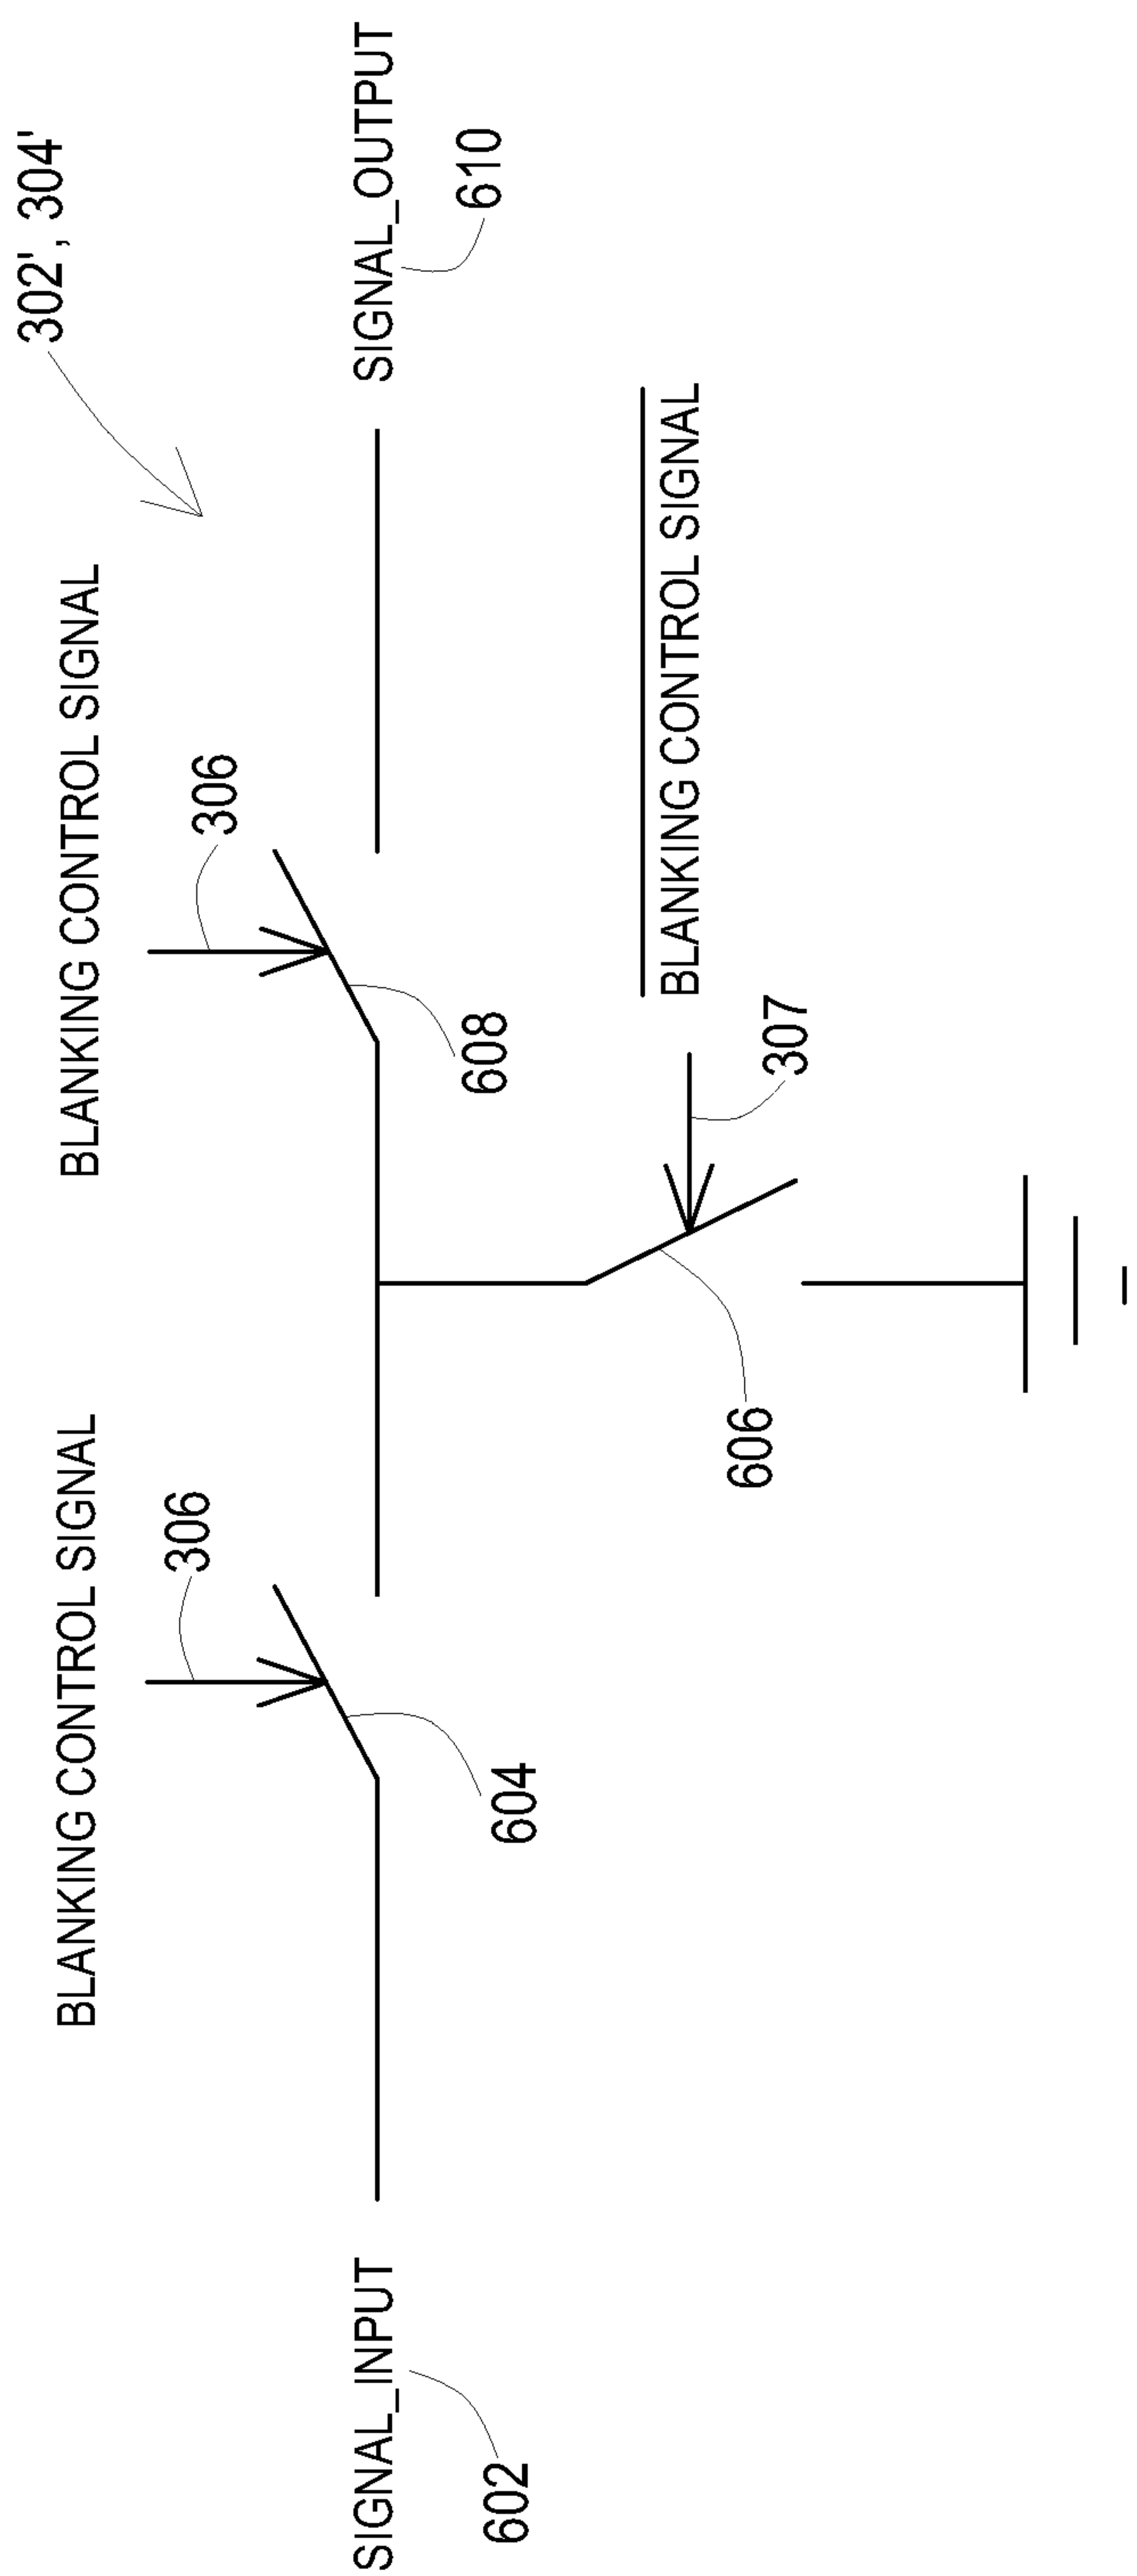 302', 304'
BLANKING CONTROL SIGNAL
BLANKING CONTROL SIGNAL
306
306
SIGNAL_INPUT
SIGNAL_OUTPUT
602
604
608
610
BLANKING CONTROL SIGNAL
606
307